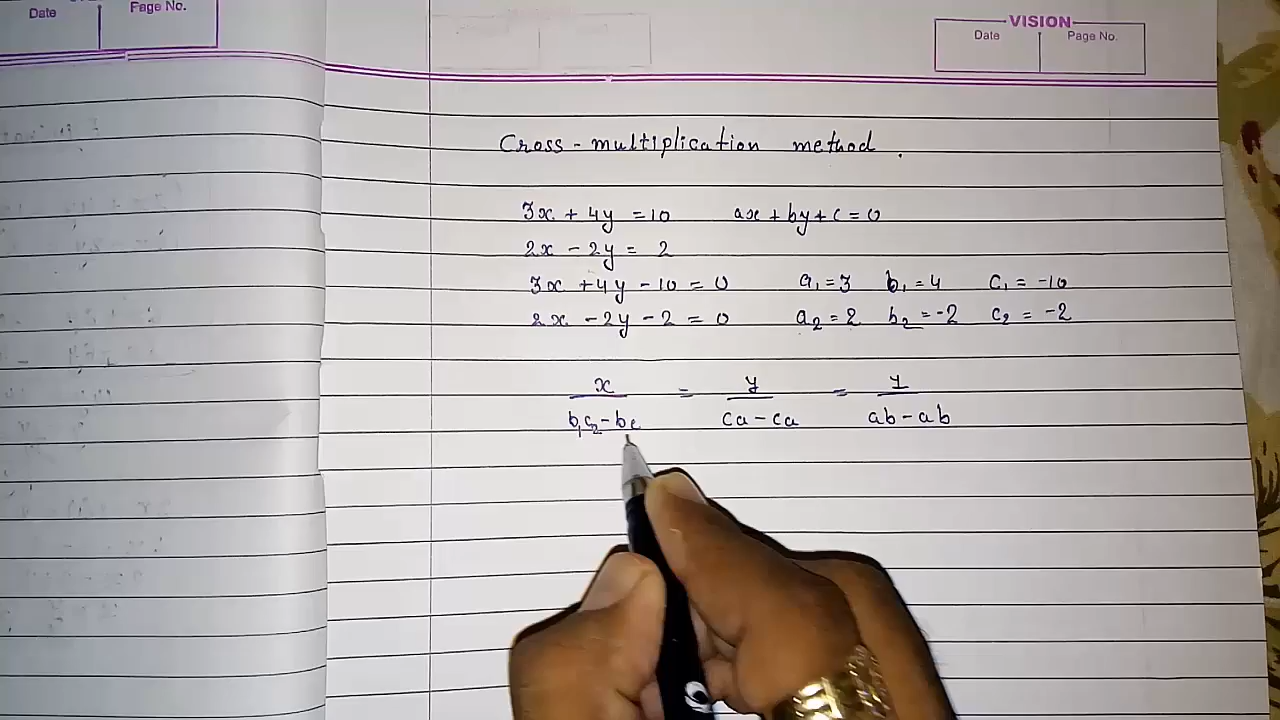 Date Page No.
VISION
Date Page No.
Cross-multiplication method.
3x + 4y = 10 ax + by + c = 0
2x - 2y = 2
3x + 4y - 10 = 0 a₁ = 3 b₁ = 4 c₁ = -10
2x - 2y - 2 = 0 a₂ = 2 b₂ = -2 c₂ = -2
x = y = 1
b₁c₂ - bc ca - ca ab - ab